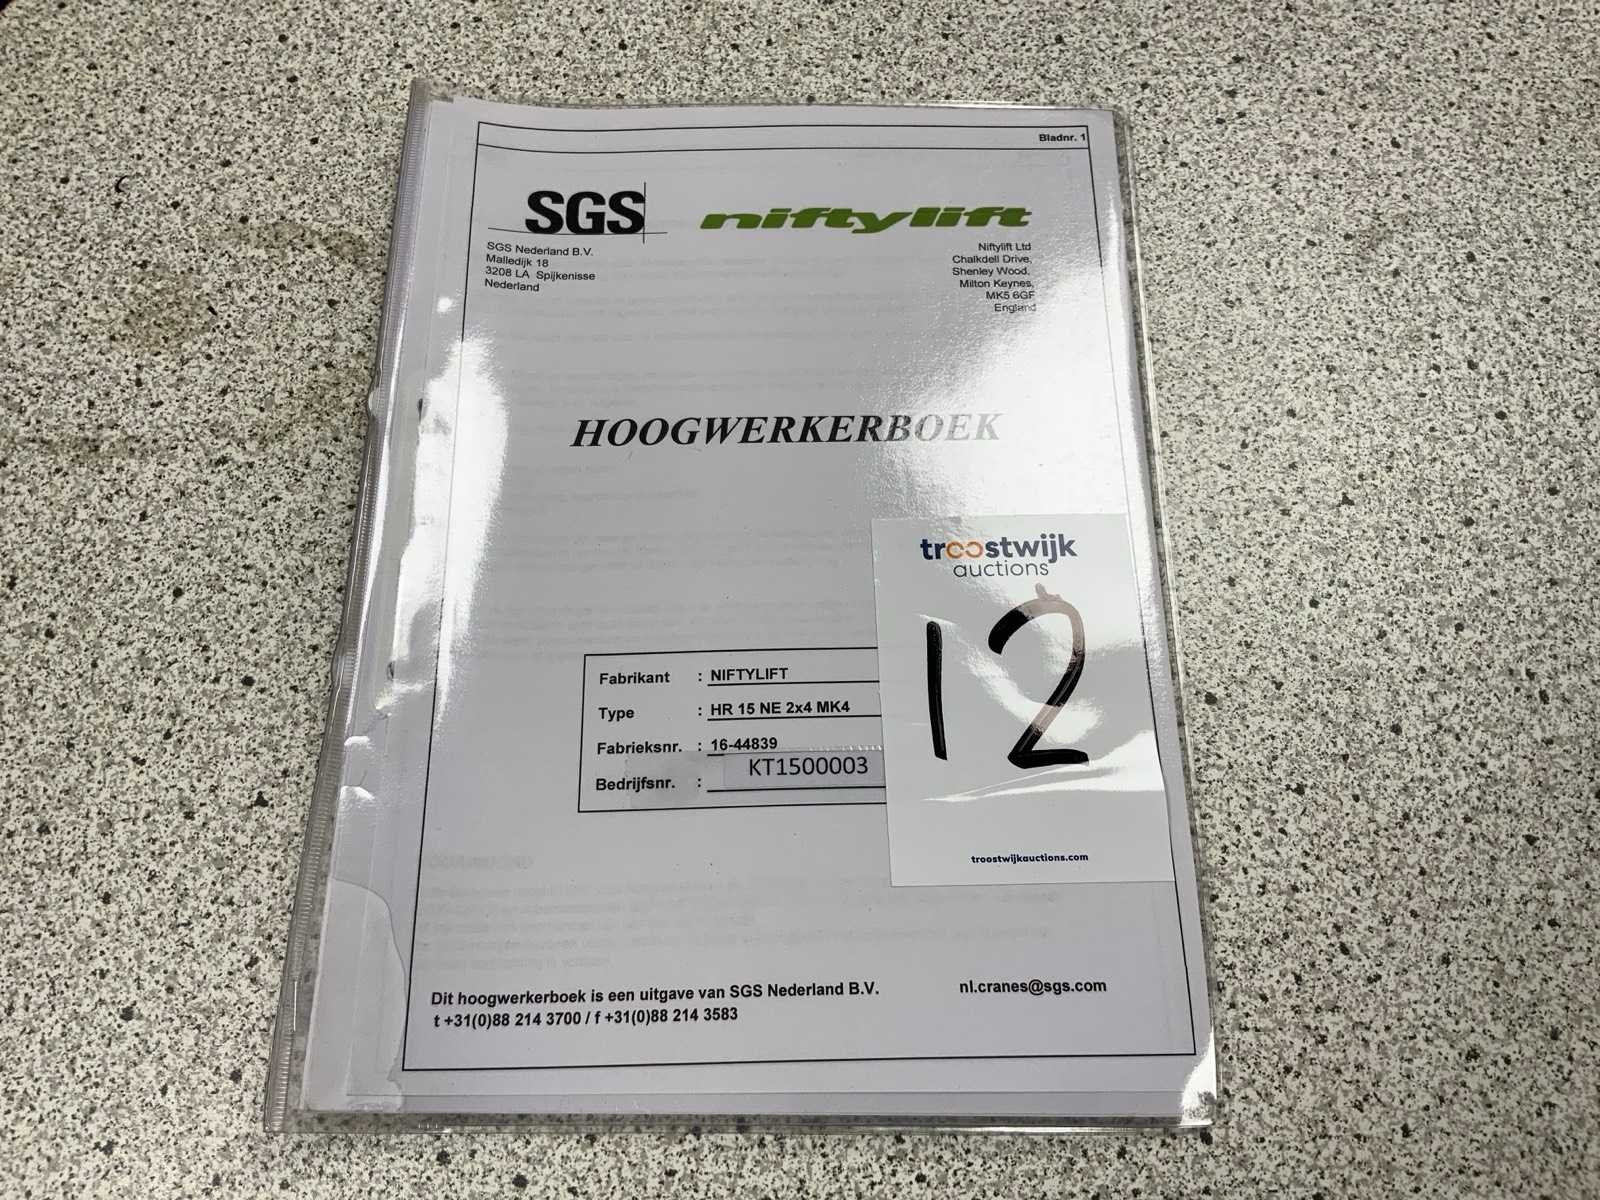 Bladnr. 1
SGS
niftylift
SGS Nederland B.V.
Malledijk 18
3208 LA Spijkenisse
Nederland
Niftylift Ltd
Chalkdell Drive,
Shenley Wood,
Milton Keynes,
MK5 6GF
England
HOOGWERKERBOEK
troostwijk
auctions
12
troostwijkauctions.com
Fabrikant : NIFTYLIFT
Type : HR 15 NE 2x4 MK4
Fabrieksnr. : 16-44839
Bedrijfsnr. : KT1500003
Dit hoogwerkerboek is een uitgave van SGS Nederland B.V.
t +31(0)88 214 3700 / f +31(0)88 214 3583
nl.cranes@sgs.com